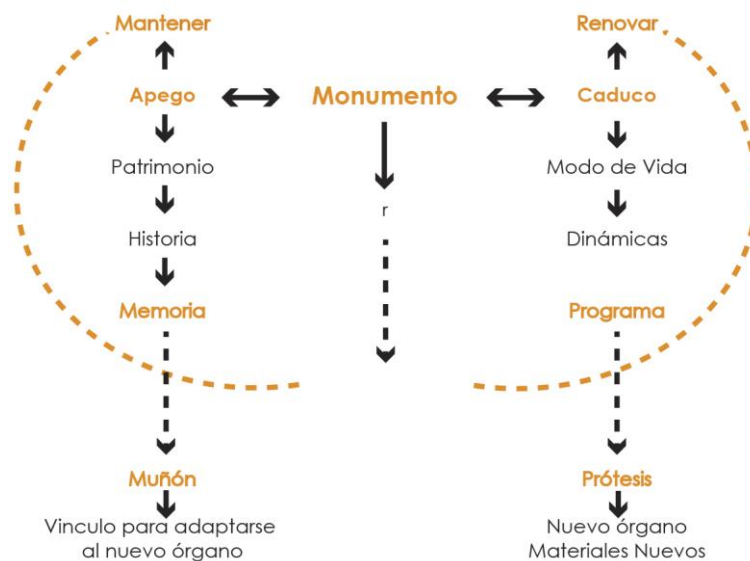 Mantener
Renovar
Apego
Monumento
Caduco
Patrimonio
Modo de Vida
r
Historia
Dinámicas
Memoria
Programa
Muñón
Prótesis
Vinculo para adaptarse
al nuevo órgano
Nuevo órgano
Materiales Nuevos